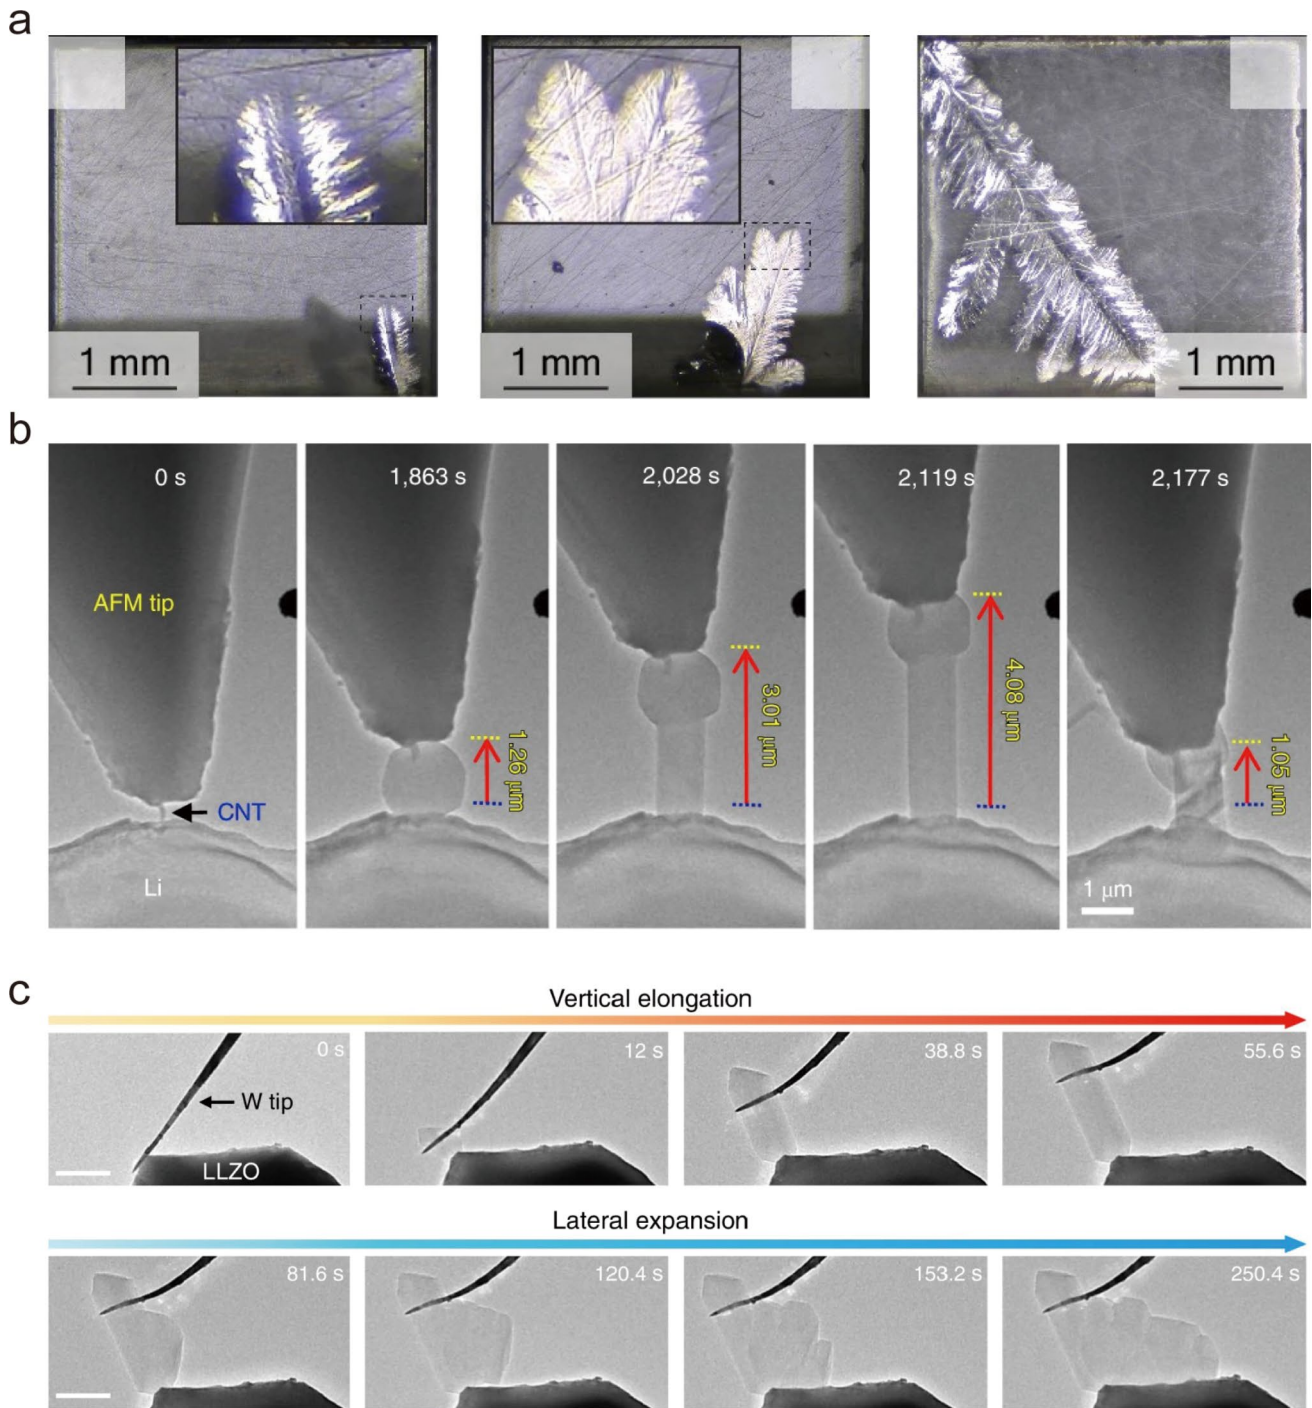 a
1 mm
1 mm
1 mm
b
0 s
1,863 s
2,028 s
2,119 s
2,177 s
AFM tip
CNT
Li
1.26 μm
3.01 μm
4.08 μm
1.05 μm
1 μm
c
Vertical elongation
0 s
12 s
38.8 s
55.6 s
W tip
LLZO
Lateral expansion
81.6 s
120.4 s
153.2 s
250.4 s